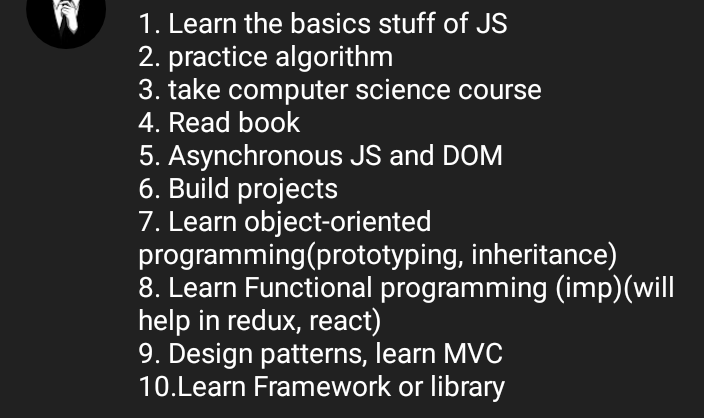 1. Learn the basics stuff of JS
2. practice algorithm
3. take computer science course
4. Read book
5. Asynchronous JS and DOM
6. Build projects
7. Learn object-oriented
programming(prototyping, inheritance)
8. Learn Functional programming (imp)(will
help in redux, react)
9. Design patterns, learn MVC
10.Learn Framework or library